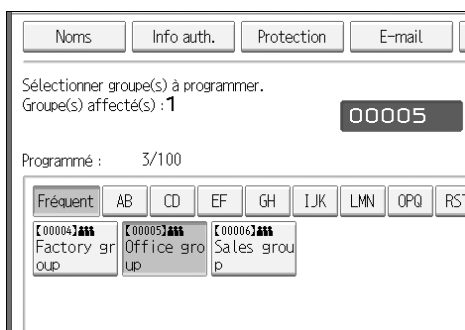 Noms Info auth. Protection E-mail
Sélectionner groupe(s) à programmer.
Groupe(s) affecté(s) :1
00005
Programmé : 3/100
Fréquent AB CD EF GH IJK LMN OPQ RST
【00004】 【00005】 【00006】
Factory gr Office gro Sales grou
oup up p